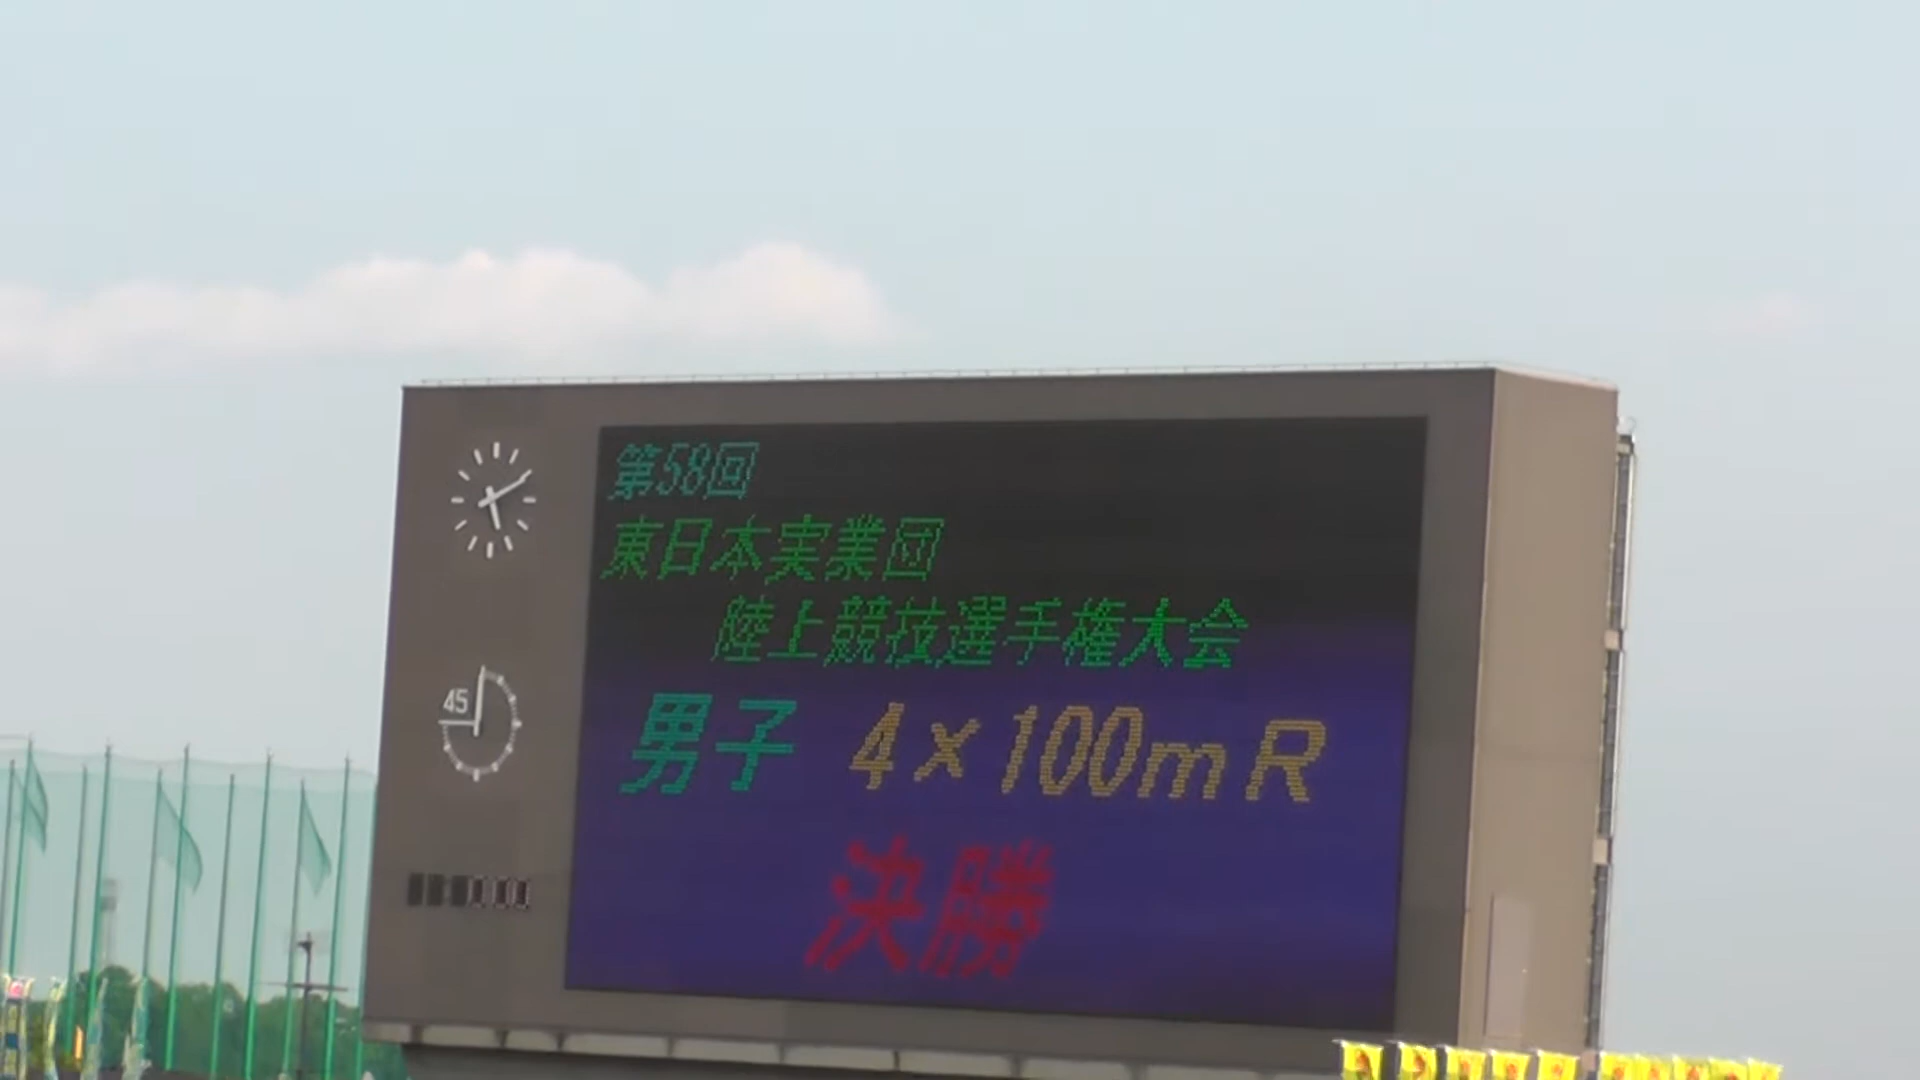 第58回
東日本実業団
陸上競技選手権大会
男子 4×100mR
決勝
45